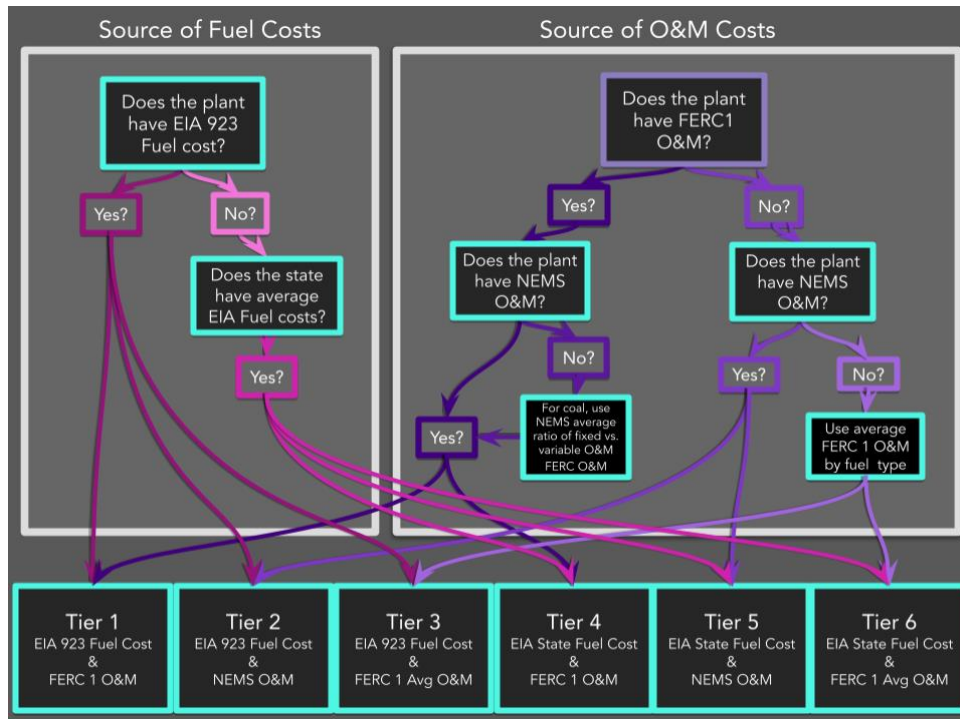 Source of Fuel Costs
Does the plant
have EIA 923
Fuel cost?
Yes?
No?
Does the state
have average
EIA Fuel costs?
Yes?
Source of O&M Costs
Does the plant
have FERC1
O&M?
Yes?
No?
Does the plant
have NEMS
O&M?
Does the plant
have NEMS
O&M?
No?
Yes?
For coal, use
NEMS average
ratio of fixed vs.
variable O&M
FERC O&M
Yes?
No?
Use average
FERC 1 O&M
by fuel type
Tier 1
EIA 923 Fuel Cost
&
FERC 1 O&M
Tier 2
EIA 923 Fuel Cost
&
NEMS O&M
Tier 3
EIA 923 Fuel Cost
&
FERC 1 Avg O&M
Tier 4
EIA State Fuel Cost
&
FERC 1 O&M
Tier 5
EIA State Fuel Cost
&
NEMS O&M
Tier 6
EIA State Fuel Cost
&
FERC 1 Avg O&M